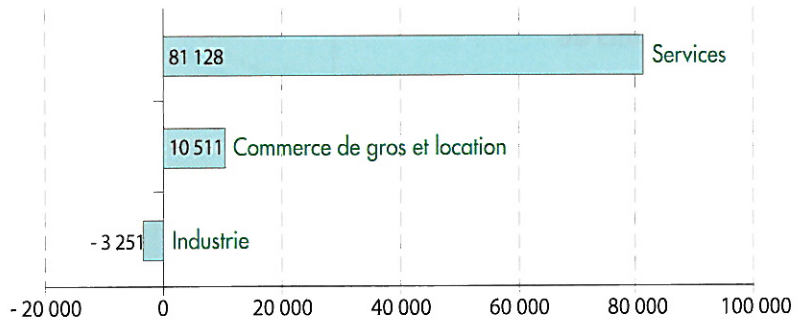 81 128 Services
10 511 Commerce de gros et location
- 3 251 Industrie
- 20 000 0 20 000 40 000 60 000 80 000 100 000